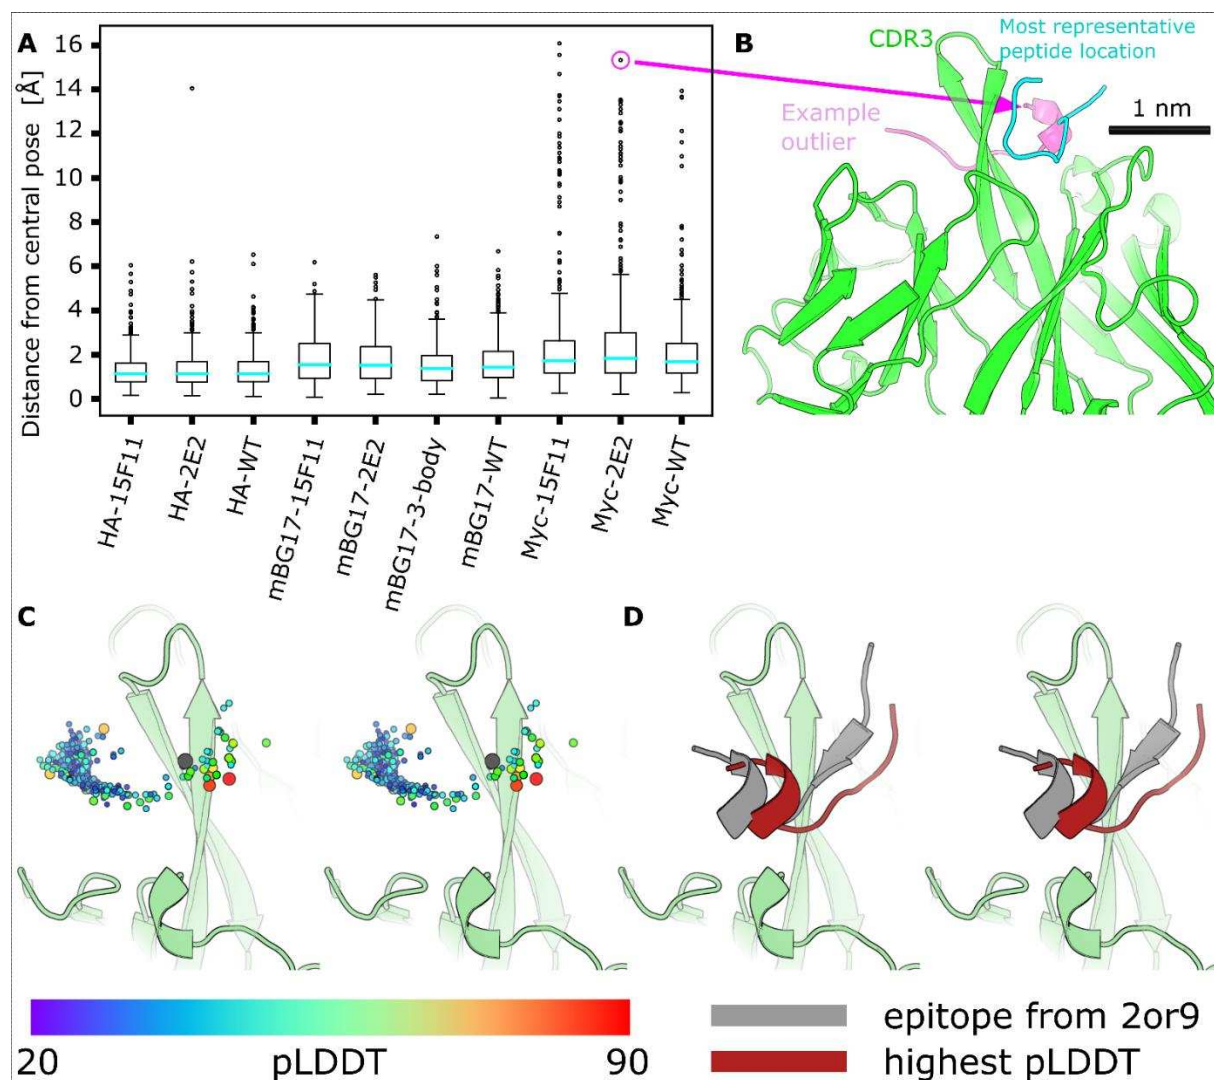 A
Distance from central pose [Å]
16
14
12
10
8
6
4
2
0
HA-15F11
HA-2E2
HA-WT
mBG17-15F11
mBG17-2E2
mBG17-3-body
mBG17-WT
Myc-15F11
Myc-2E2
Myc-WT
B
CDR3
Most representative
peptide location
Example
outlier
1 nm
C
D
20
pLDDT
90
epitope from 2or9
highest pLDDT